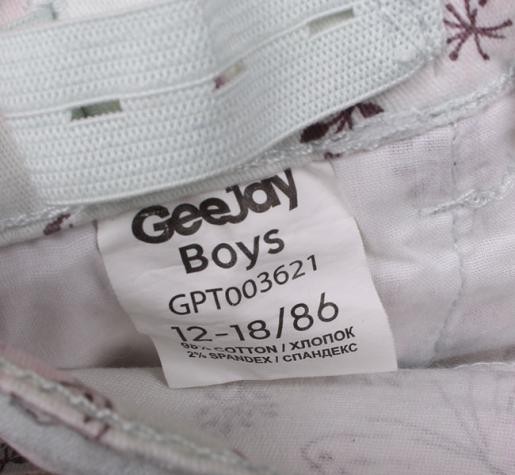 GeeJay
Boys
GPT003621
12-18/86
98% COTTON / ХЛОПОК
2% SPANDEX / СПАНДЕКС